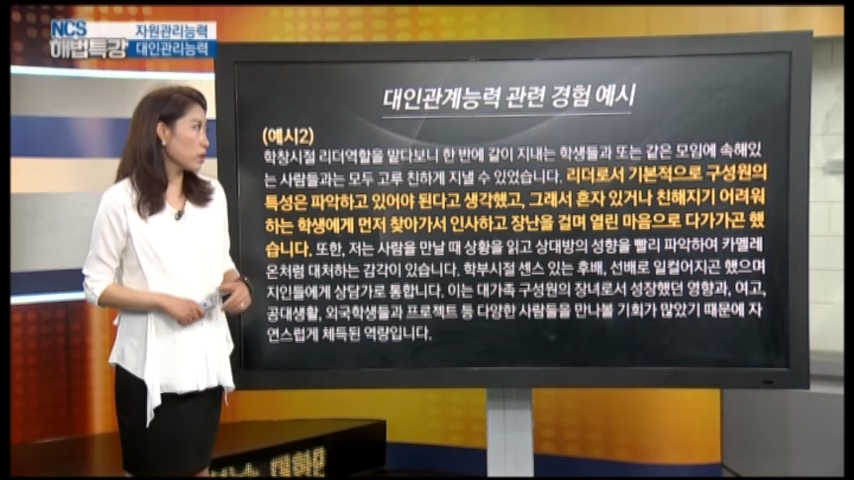 NCS
해법특강
자원관리능력
대인관리능력
대인관계능력 관련 경험 예시
(예시2)
학창시절 리더역할을 맡다보니 한 반에 같이 지내는 학생들과 또는 같은 모임에 속해있
는 사람들과는 모두 고루 친하게 지낼 수 있었습니다. 리더로서 기본적으로 구성원의
특성은 파악하고 있어야 된다고 생각했고, 그래서 혼자 있거나 친해지기 어려워
하는 학생에게 먼저 찾아가서 인사하고 장난을 걸며 열린 마음으로 다가가곤 했
습니다. 또한, 저는 사람을 만날 때 상황을 읽고 상대방의 성향을 빨리 파악하여 카멜레
온처럼 대처하는 감각이 있습니다. 학부시절 센스 있는 후배, 선배로 일컬어지곤 했으며
지인들에게 상담가로 통합니다. 이는 대가족 구성원의 장녀로서 성장했던 영향과, 여고,
공대생활, 외국학생들과 프로젝트 등 다양한 사람들을 만나볼 기회가 많았기 때문에 자
연스럽게 체득된 역량입니다.